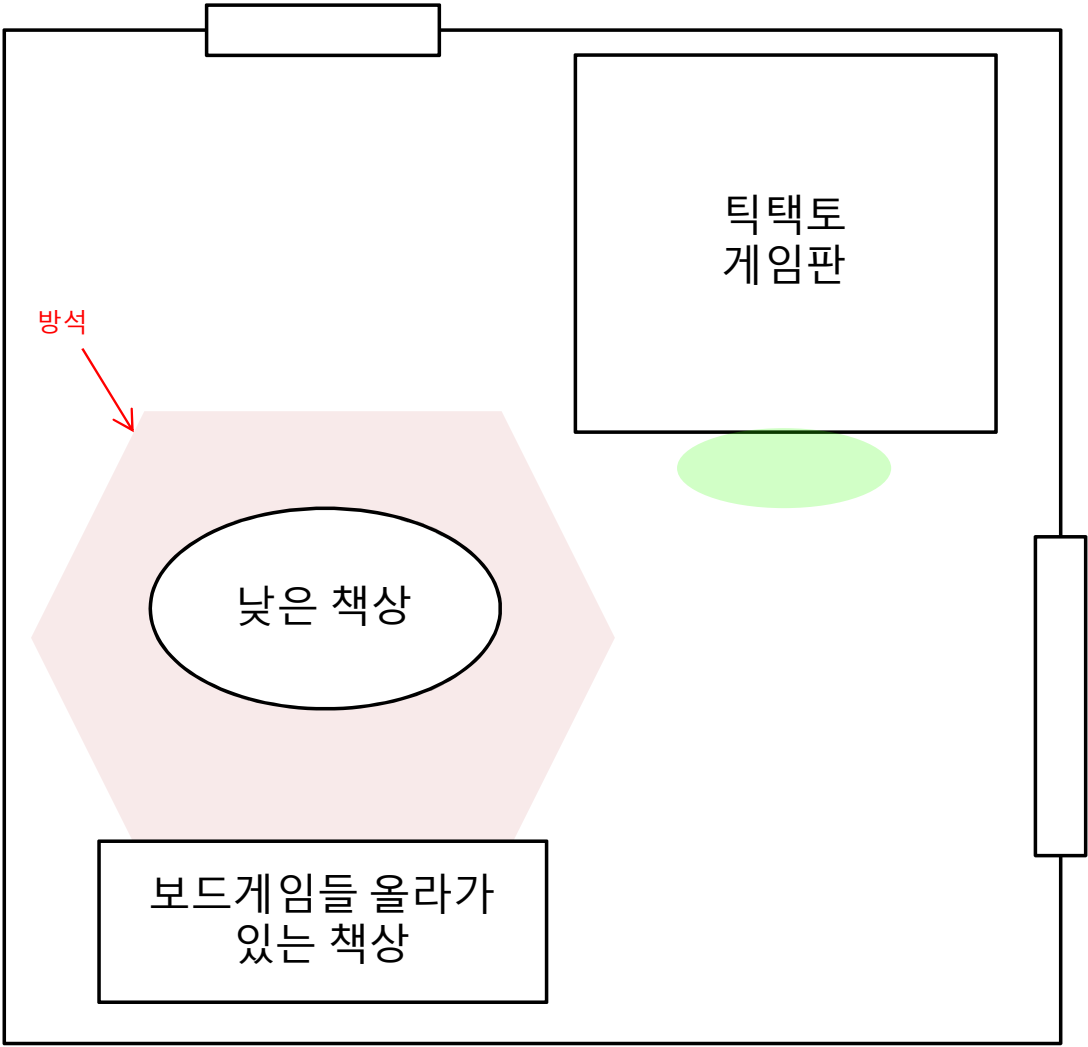 틱택토
게임판
방석
낮은 책상
보드게임들 올라가
있는 책상